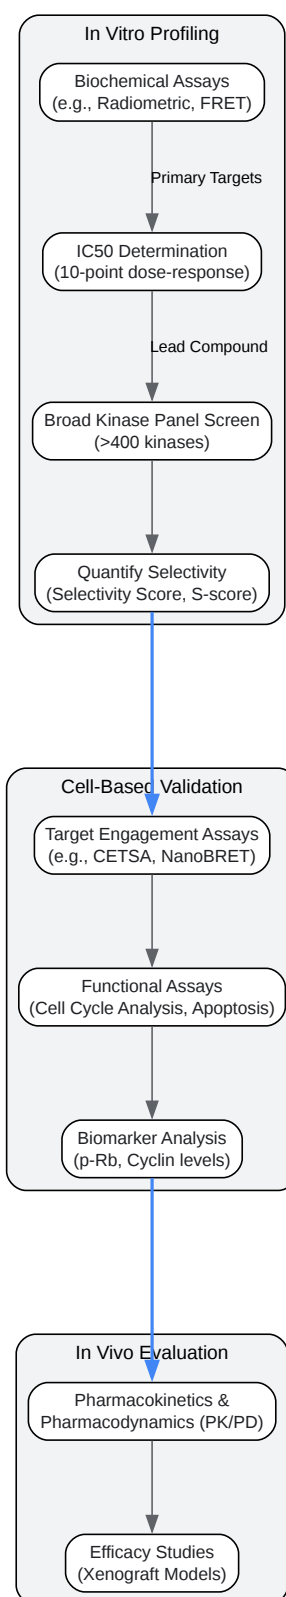 In Vitro Profiling
Biochemical Assays
(e.g., Radiometric, FRET)
Primary Targets
IC50 Determination
(10-point dose-response)
Lead Compound
Broad Kinase Panel Screen
(>400 kinases)
Quantify Selectivity
(Selectivity Score, S-score)
Cell-Based Validation
Target Engagement Assays
(e.g., CETSA, NanoBRET)
Functional Assays
(Cell Cycle Analysis, Apoptosis)
Biomarker Analysis
(p-Rb, Cyclin levels)
In Vivo Evaluation
Pharmacokinetics &
Pharmacodynamics (PK/PD)
Efficacy Studies
(Xenograft Models)